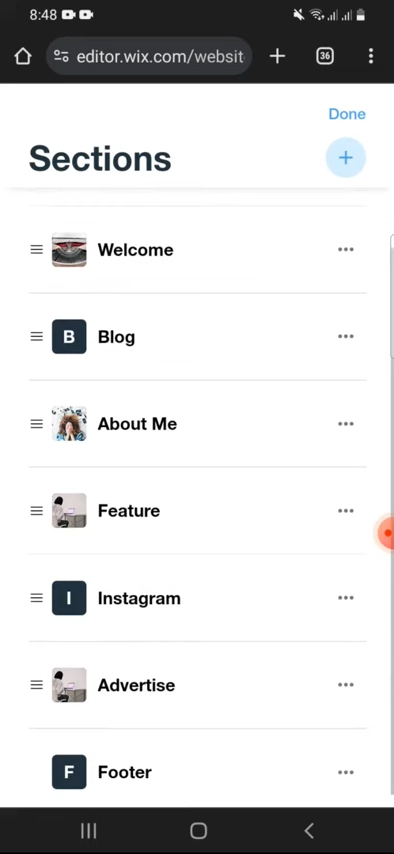 8:48
36
editor.wix.com/websit
Done
Sections
Welcome
B Blog
About Me
Feature
I Instagram
Advertise
F Footer